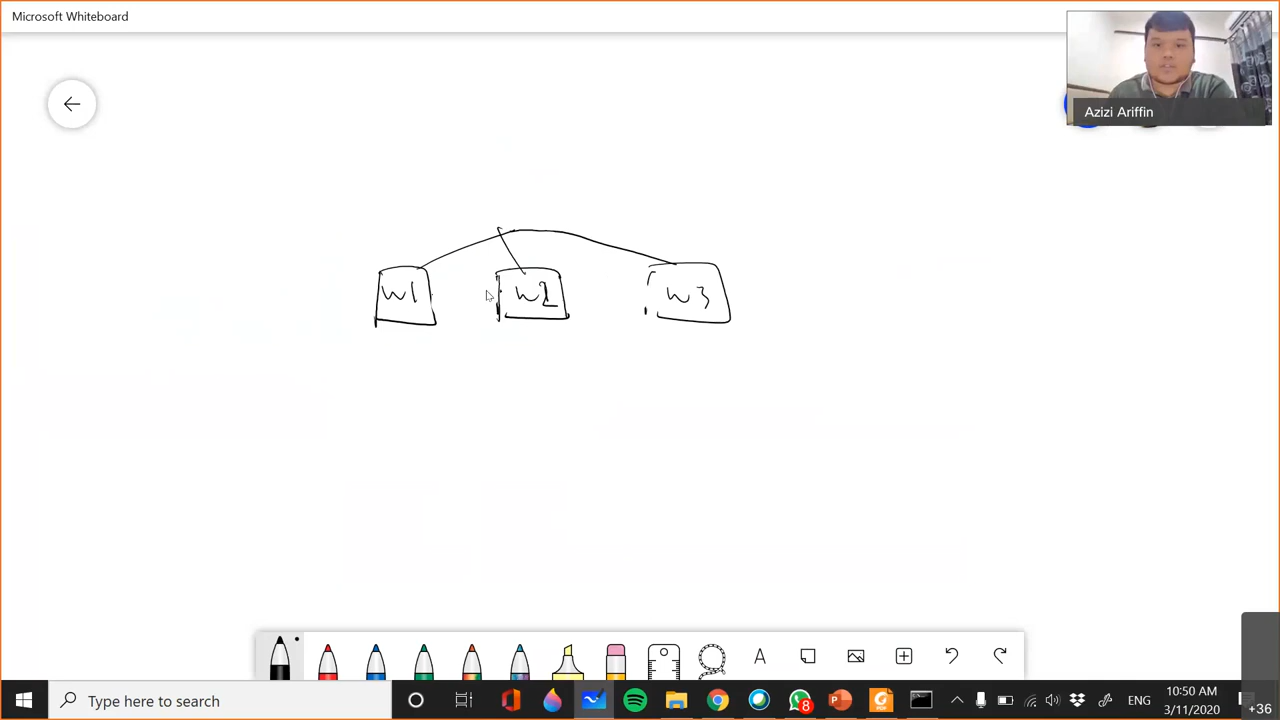 Microsoft Whiteboard
Azizi Ariffin
W1
W2
W3
A
Type here to search
8
ENG
10:50 AM
3/11/2020
+36